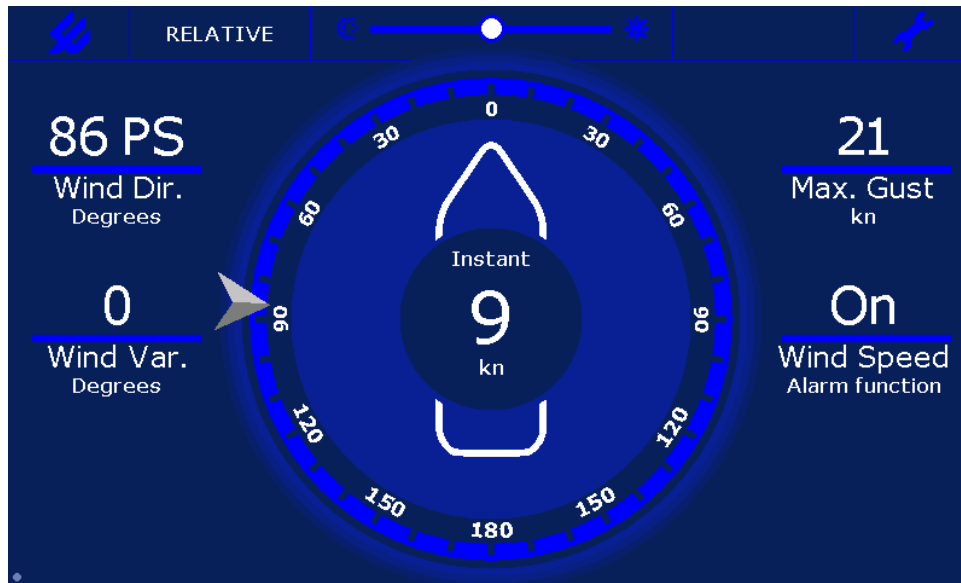 RELATIVE
86 PS
Wind Dir.
Degrees
0
Wind Var.
Degrees
0
30
60
90
120
150
180
150
120
90
60
30
Instant
9
kn
21
Max. Gust
kn
On
Wind Speed
Alarm function